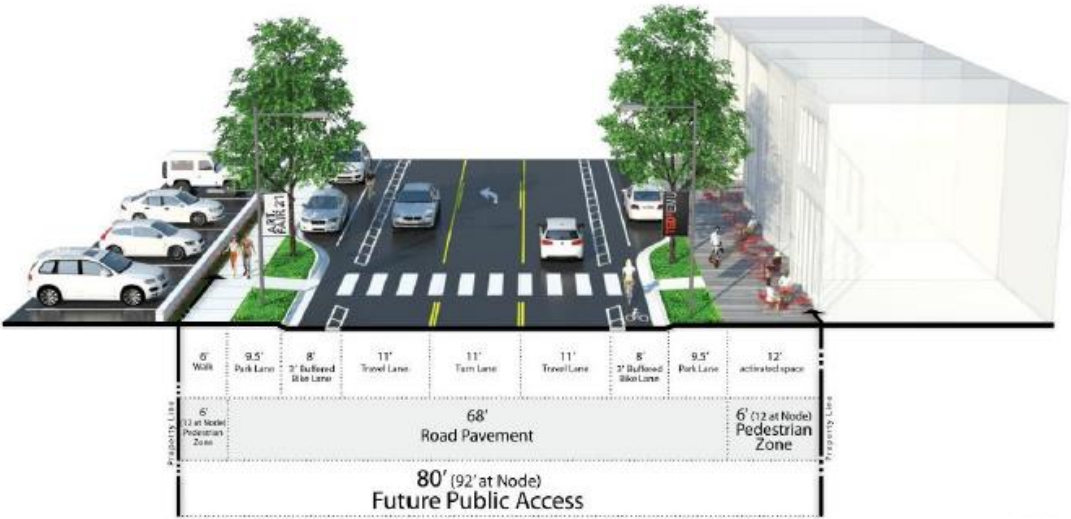 FAIR 21
6'
Walk
9.5'
Park Lane
8'
3' Buffered
Bike Lane
11'
Travel Lane
11'
Turn Lane
11'
Travel Lane
8'
3' Buffered
Bike Lane
9.5'
Park Lane
12'
activated space
Property Line
6'
(12 at Node)
Pedestrian
Zone
68'
Road Pavement
6' (12 at Node)
Pedestrian
Zone
Property Line
80' (92' at Node)
Future Public Access